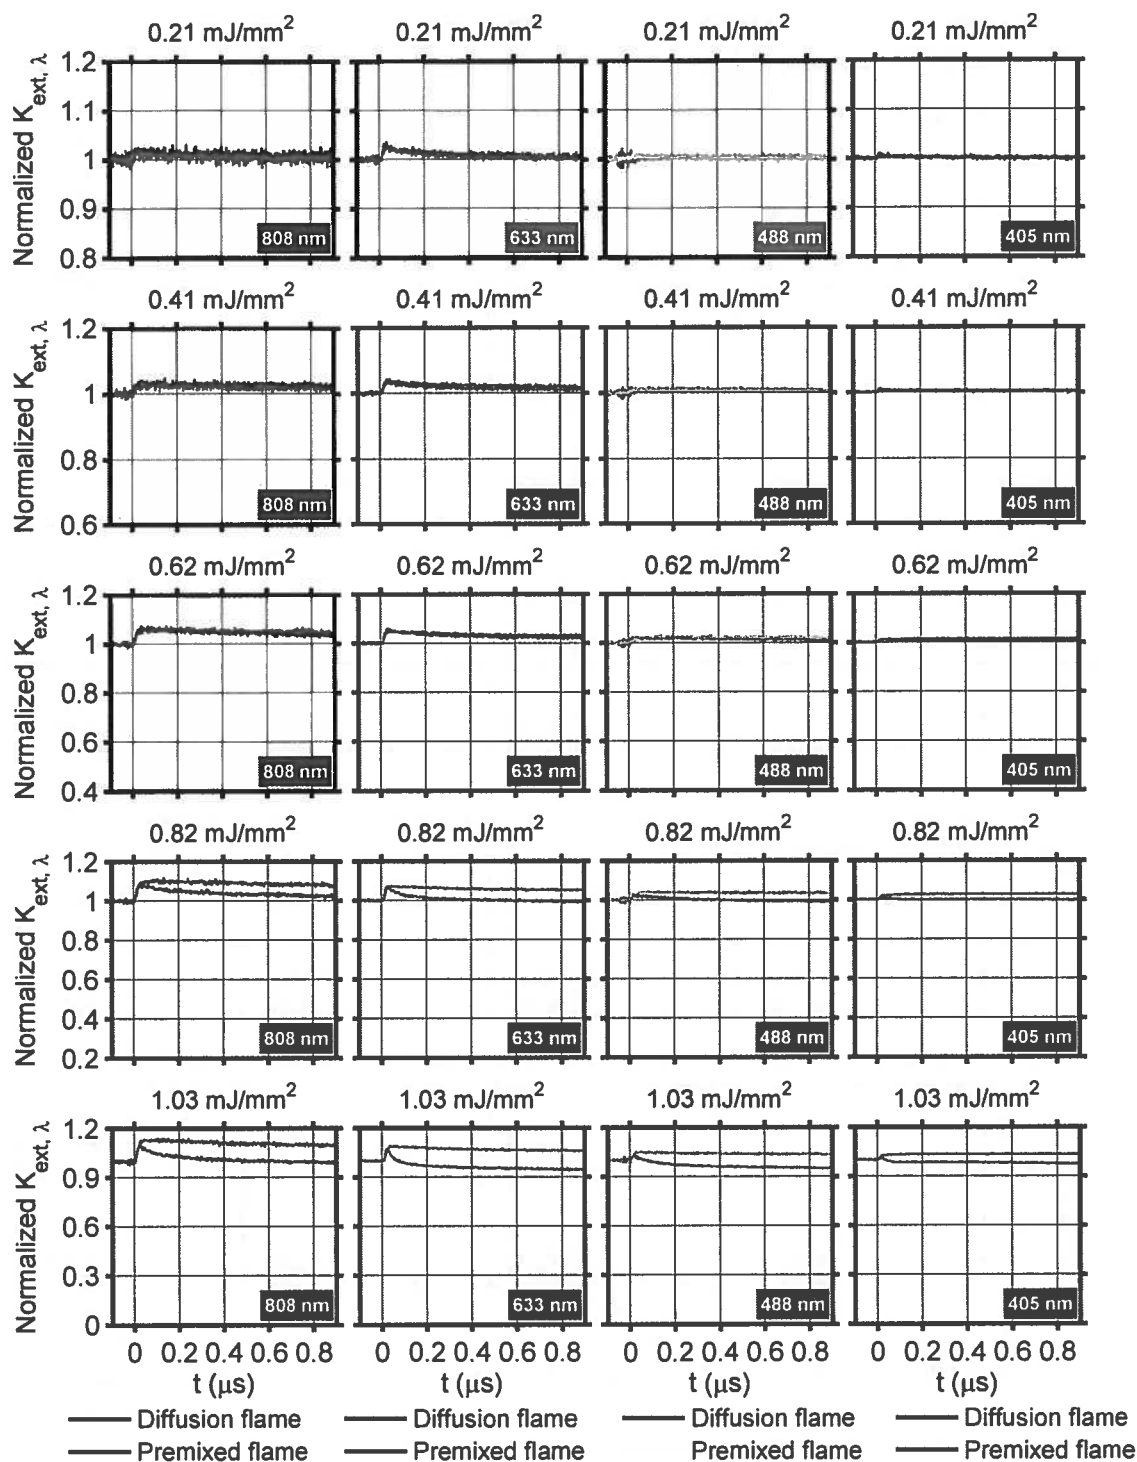 0.21 mJ/mm² 0.21 mJ/mm² 0.21 mJ/mm² 0.21 mJ/mm²
Normalized K_ext, λ
1.2
1.1
1
0.9
0.8
808 nm 633 nm 488 nm 405 nm
0.41 mJ/mm² 0.41 mJ/mm² 0.41 mJ/mm² 0.41 mJ/mm²
Normalized K_ext, λ
1.2
1
0.8
0.6
808 nm 633 nm 488 nm 405 nm
0.62 mJ/mm² 0.62 mJ/mm² 0.62 mJ/mm² 0.62 mJ/mm²
Normalized K_ext, λ
1.2
1
0.8
0.6
0.4
808 nm 633 nm 488 nm 405 nm
0.82 mJ/mm² 0.82 mJ/mm² 0.82 mJ/mm² 0.82 mJ/mm²
Normalized K_ext, λ
1.2
1
0.8
0.6
0.4
0.2
808 nm 633 nm 488 nm 405 nm
1.03 mJ/mm² 1.03 mJ/mm² 1.03 mJ/mm² 1.03 mJ/mm²
Normalized K_ext, λ
1.2
0.9
0.6
0.3
0
808 nm 633 nm 488 nm 405 nm
0 0.2 0.4 0.6 0.8 0 0.2 0.4 0.6 0.8 0 0.2 0.4 0.6 0.8 0 0.2 0.4 0.6 0.8
t (μs) t (μs) t (μs) t (μs)
Diffusion flame Diffusion flame Diffusion flame Diffusion flame
Premixed flame Premixed flame Premixed flame Premixed flame